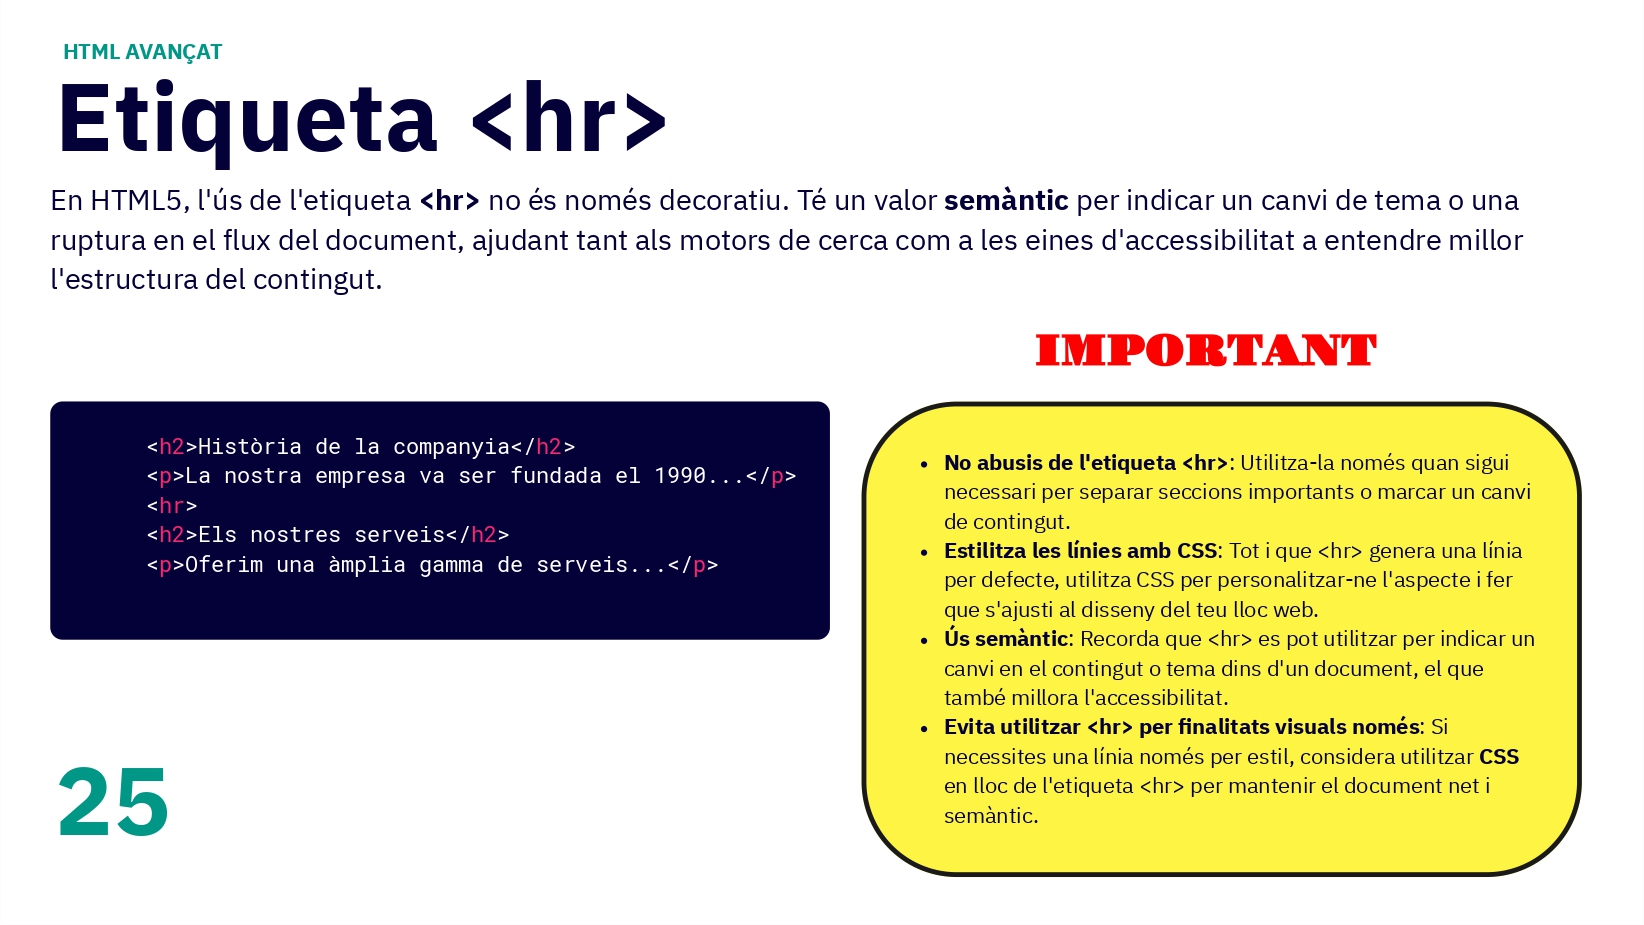 HTML AVANÇAT
Etiqueta <hr>
En HTML5, l'ús de l'etiqueta <hr> no és només decoratiu. Té un valor semàntic per indicar un canvi de tema o una
ruptura en el flux del document, ajudant tant als motors de cerca com a les eines d'accessibilitat a entendre millor
l'estructura del contingut.
<h2>Història de la companyia</h2>
<p>La nostra empresa va ser fundada el 1990...</p>
<hr>
<h2>Els nostres serveis</h2>
<p>Oferim una àmplia gamma de serveis...</p>
IMPORTANT
• No abusis de l'etiqueta <hr>: Utilitza-la només quan sigui
necessari per separar seccions importants o marcar un canvi
de contingut.
• Estilitza les línies amb CSS: Tot i que <hr> genera una línia
per defecte, utilitza CSS per personalitzar-ne l'aspecte i fer
que s'ajusti al disseny del teu lloc web.
• Ús semàntic: Recorda que <hr> es pot utilitzar per indicar un
canvi en el contingut o tema dins d'un document, el que
també millora l'accessibilitat.
• Evita utilitzar <hr> per finalitats visuals només: Si
necessites una línia només per estil, considera utilitzar CSS
en lloc de l'etiqueta <hr> per mantenir el document net i
semàntic.
25